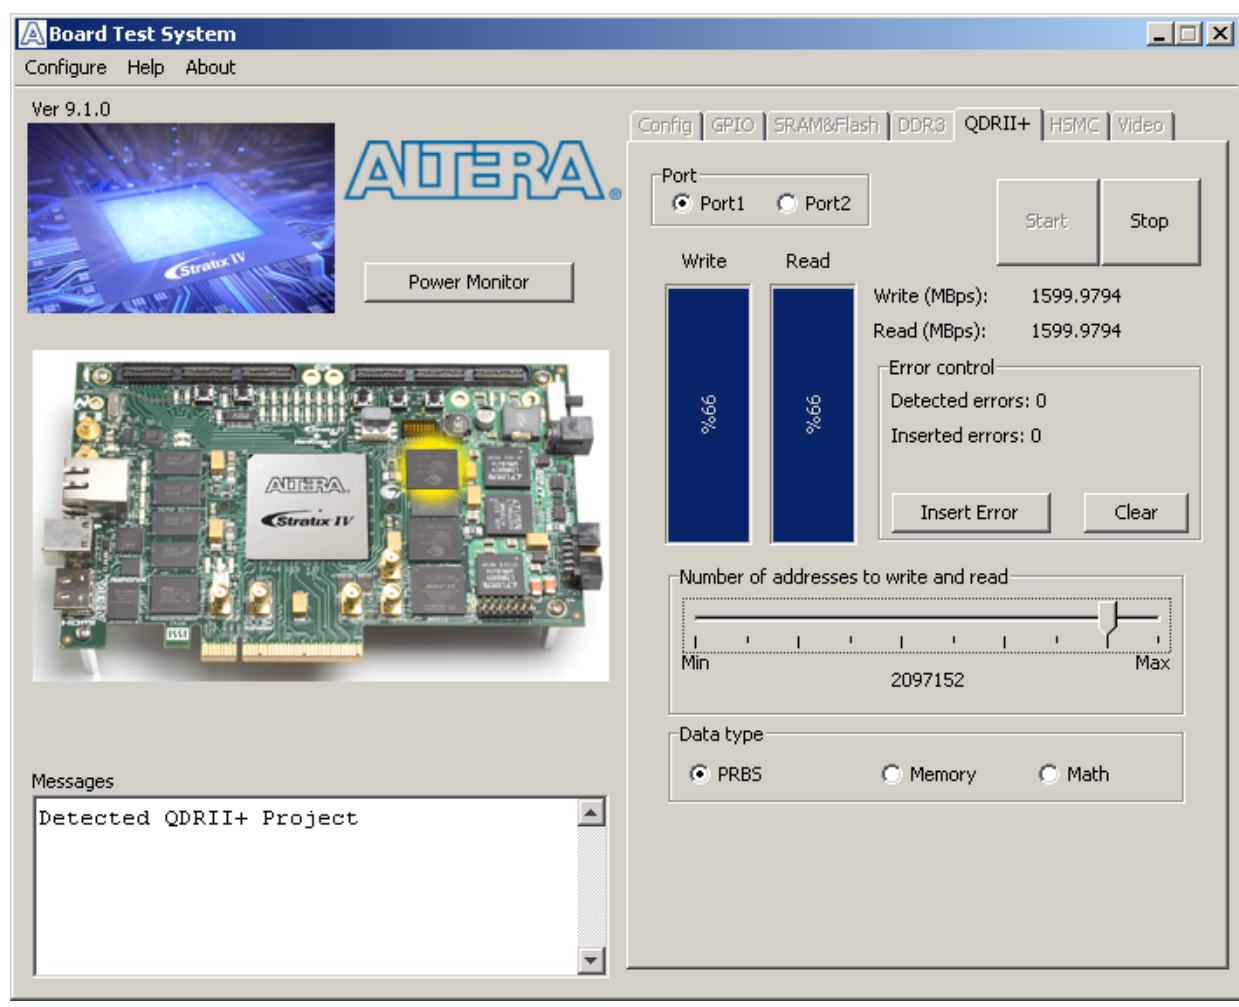 Board Test System
Configure Help About
Ver 9.1.0
Stratix IV
ALTERA
®
Power Monitor
ALTERA
Stratix IV
Messages
Detected QDRII+ Project
Config GPIO SRAM&Flash DDR3 QDRII+ HSMC Video
Port
Port1 Port2
Start Stop
Write Read
99% 99%
Write (MBps): 1599.9794
Read (MBps): 1599.9794
Error control
Detected errors: 0
Inserted errors: 0
Insert Error Clear
Number of addresses to write and read
Min Max
2097152
Data type
PRBS Memory Math